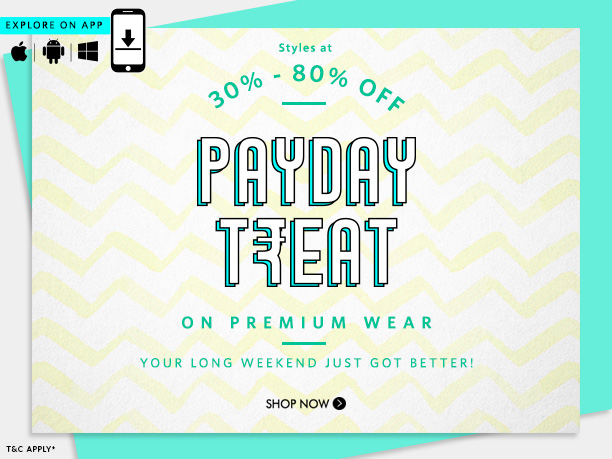 EXPLORE ON APP
Styles at
30% - 80% OFF
PAYDAY
T₹EAT
ON PREMIUM WEAR
YOUR LONG WEEKEND JUST GOT BETTER!
SHOP NOW
T&C APPLY*